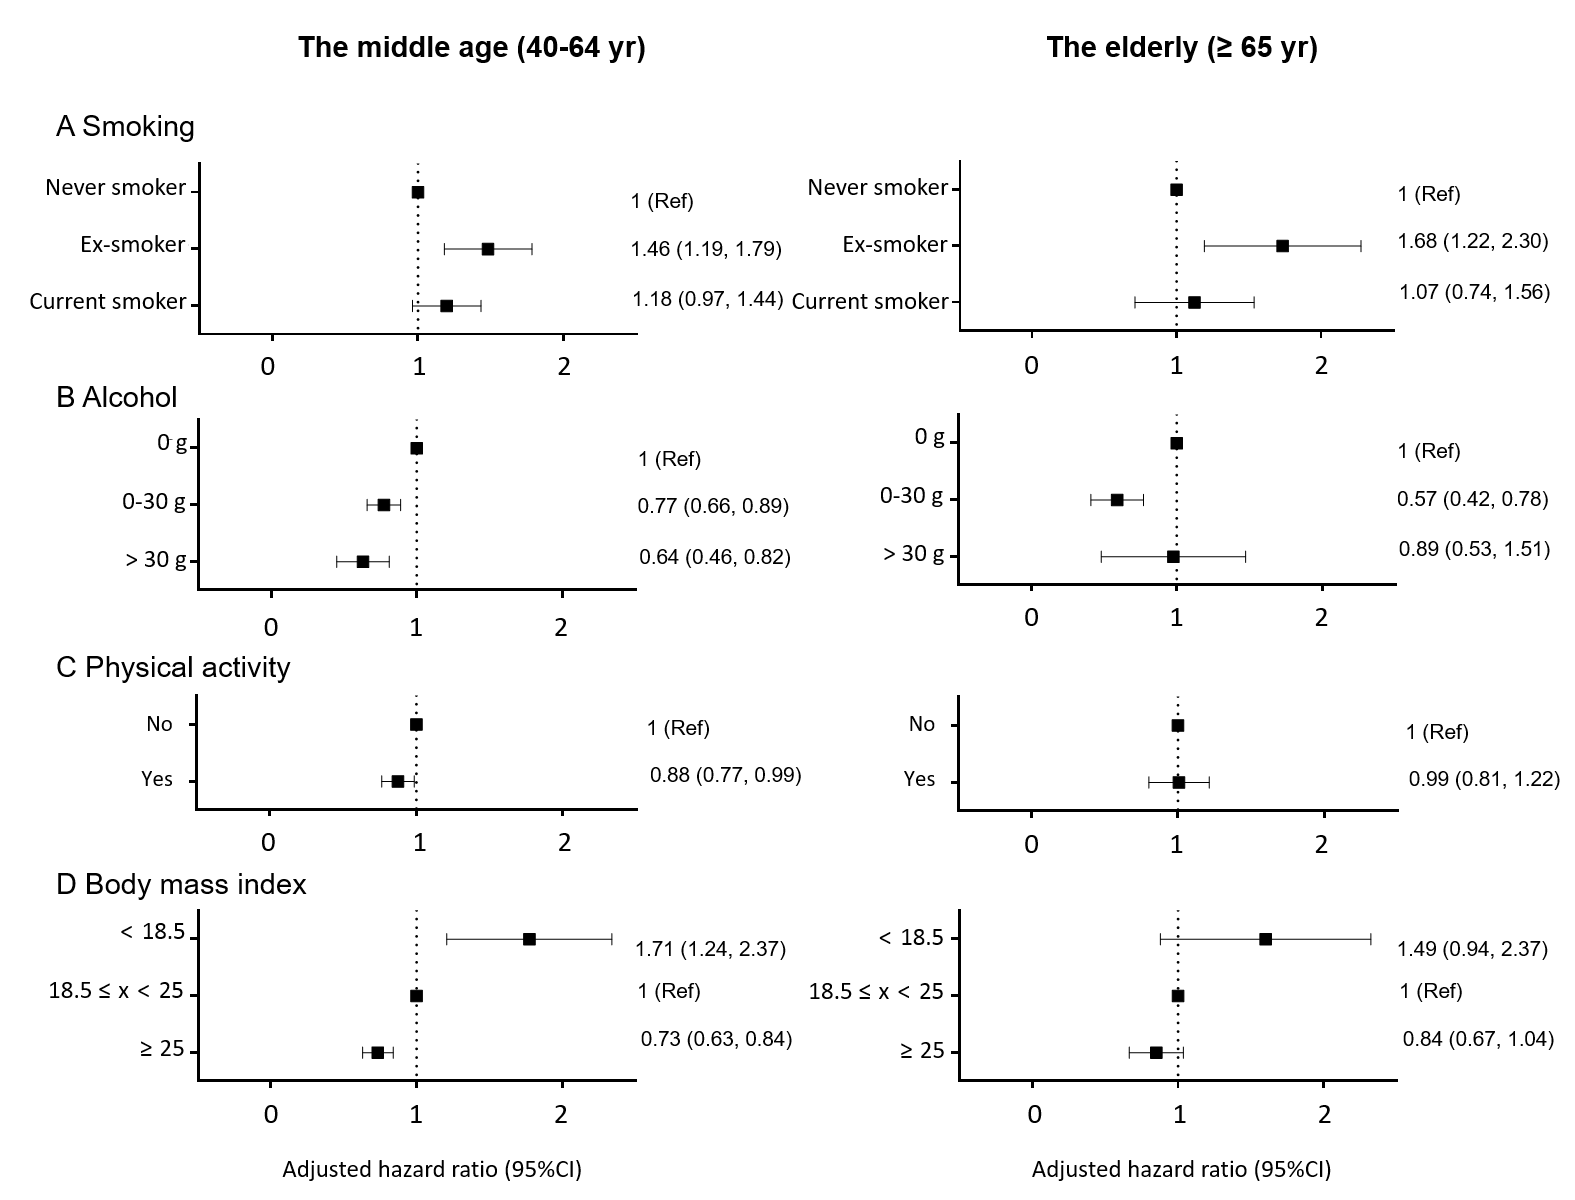 The middle age (40-64 yr)
The elderly (≥ 65 yr)
A Smoking
Never smoker
1 (Ref)
Ex-smoker
1.46 (1.19, 1.79)
Current smoker
1.18 (0.97, 1.44)
0 1 2
Never smoker
1 (Ref)
Ex-smoker
1.68 (1.22, 2.30)
Current smoker
1.07 (0.74, 1.56)
0 1 2
B Alcohol
0 g
1 (Ref)
0-30 g
0.77 (0.66, 0.89)
> 30 g
0.64 (0.46, 0.82)
0 1 2
0 g
1 (Ref)
0-30 g
0.57 (0.42, 0.78)
> 30 g
0.89 (0.53, 1.51)
0 1 2
C Physical activity
No
1 (Ref)
Yes
0.88 (0.77, 0.99)
0 1 2
No
1 (Ref)
Yes
0.99 (0.81, 1.22)
0 1 2
D Body mass index
< 18.5
1.71 (1.24, 2.37)
18.5 ≤ x < 25
1 (Ref)
≥ 25
0.73 (0.63, 0.84)
0 1 2
Adjusted hazard ratio (95%CI)
< 18.5
1.49 (0.94, 2.37)
18.5 ≤ x < 25
1 (Ref)
≥ 25
0.84 (0.67, 1.04)
0 1 2
Adjusted hazard ratio (95%CI)